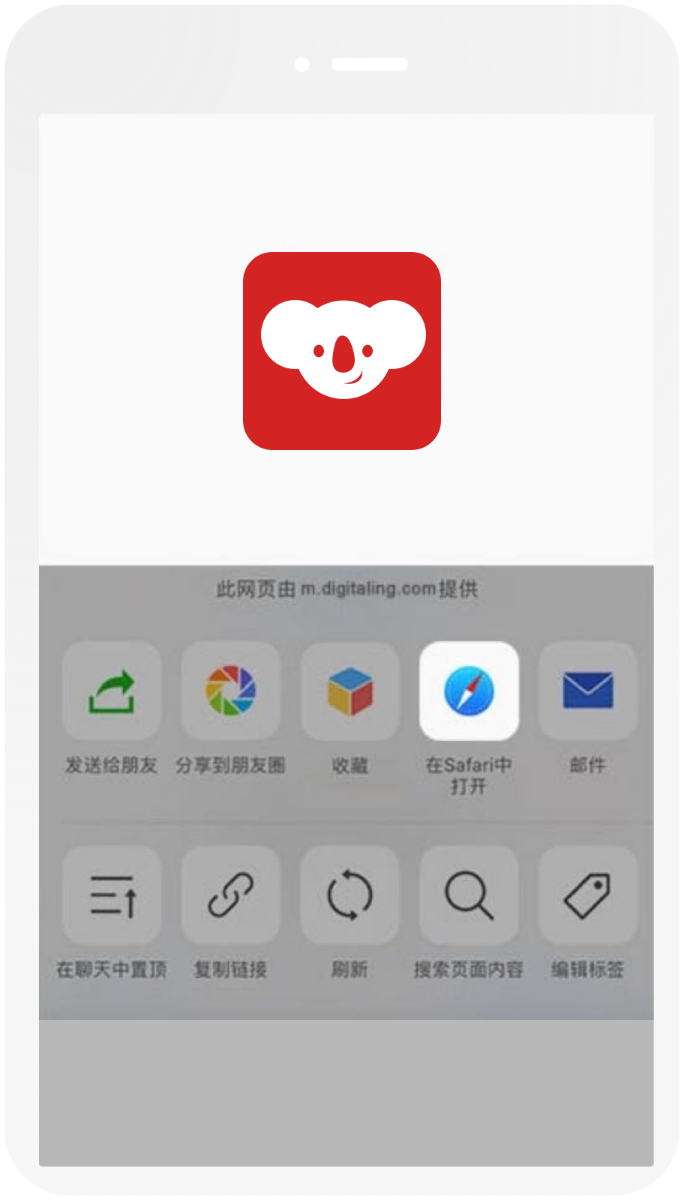 此网页由 m.digitaling.com提供
发送给朋友
分享到朋友圈
收藏
在Safari中
打开
邮件
在聊天中置顶
复制链接
刷新
搜索页面内容
编辑标签